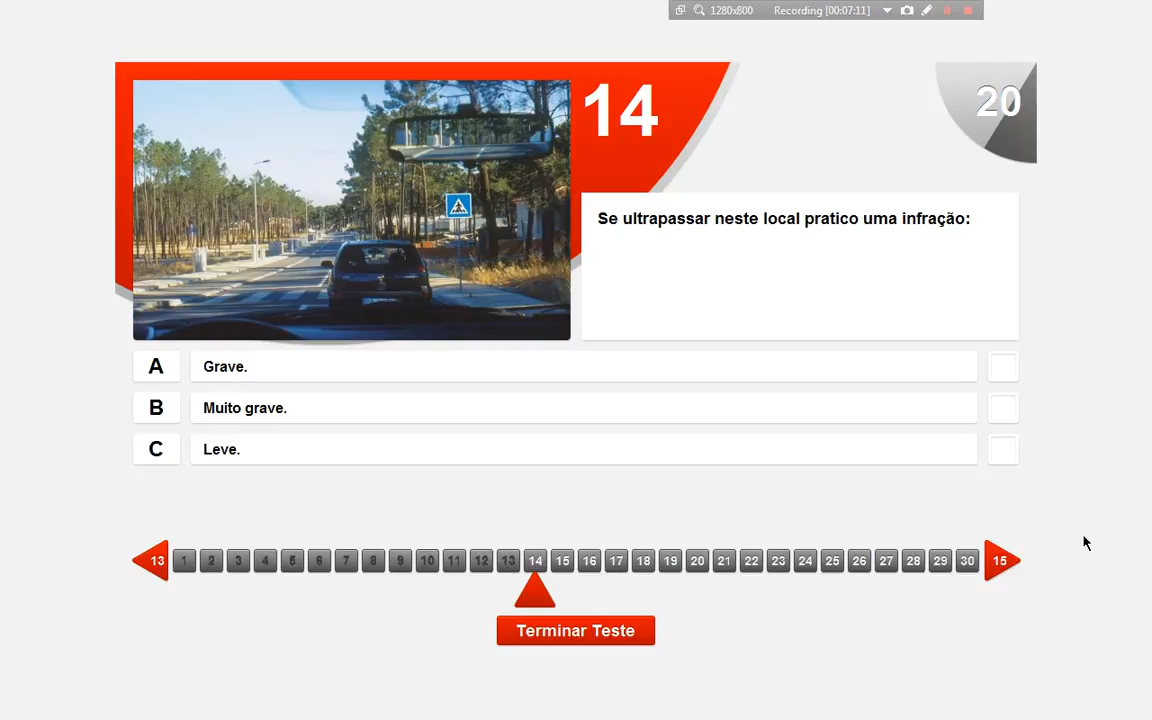 1280x800 Recording [00:07:11]
14
20
Se ultrapassar neste local pratico uma infração:
A Grave.
B Muito grave.
C Leve.
13 1 2 3 4 5 6 7 8 9 10 11 12 13 14 15 16 17 18 19 20 21 22 23 24 25 26 27 28 29 30 15
Terminar Teste